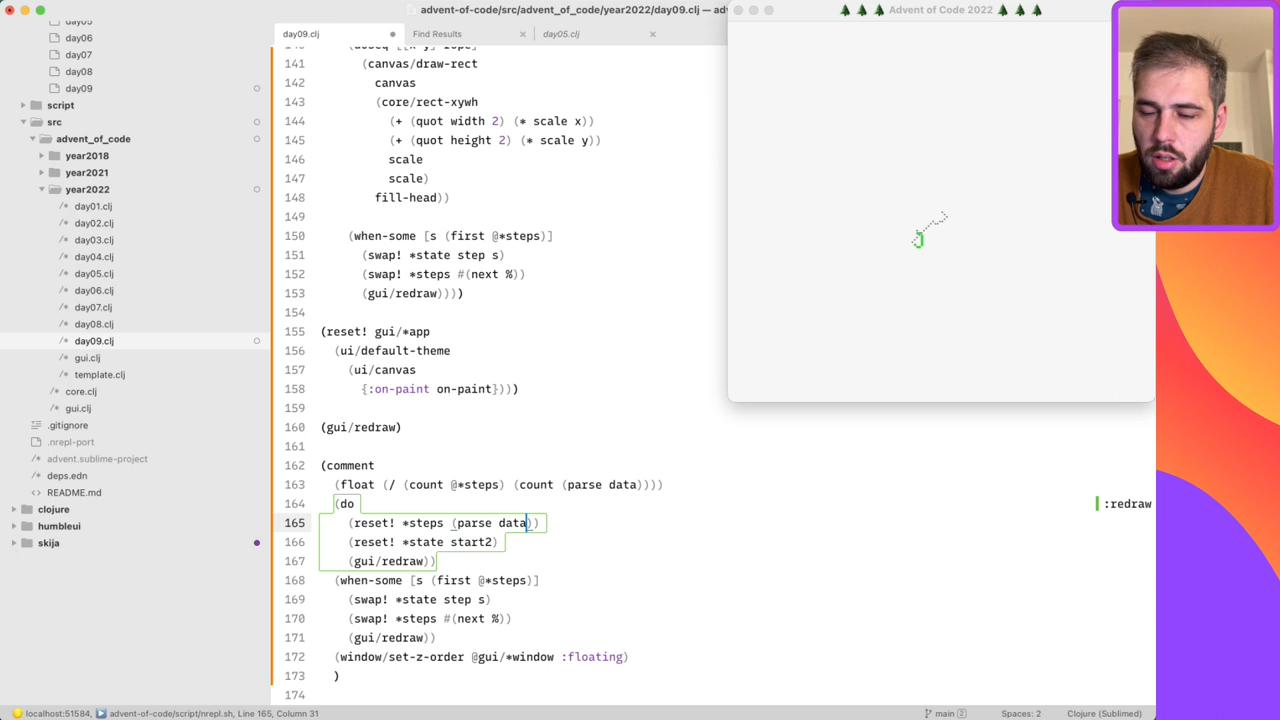 advent-of-code/src/advent_of_code/year2022/day09.clj — adv
🌲 🌲 🌲 Advent of Code 2022 🌲 🌲 🌲
day09.clj
Find Results
day05.clj
day06
day07
day08
day09
script
src
advent_of_code
year2018
year2021
year2022
day01.clj
day02.clj
day03.clj
day04.clj
day05.clj
day06.clj
day07.clj
day08.clj
day09.clj
gui.clj
template.clj
core.clj
gui.clj
.gitignore
.nrepl-port
advent.sublime-project
deps.edn
README.md
clojure
humbleui
skija
141 (canvas/draw-rect
142 canvas
143 (core/rect-xywh
144 (+ (quot width 2) (* scale x))
145 (+ (quot height 2) (* scale y))
146 scale
147 scale)
148 fill-head))
149
150 (when-some [s (first @*steps)]
151 (swap! *state step s)
152 (swap! *steps #(next %))
153 (gui/redraw))))
154
155 (reset! gui/*app
156 (ui/default-theme
157 (ui/canvas
158 {:on-paint on-paint})))
159
160 (gui/redraw)
161
162 (comment
163 (float (/ (count @*steps) (count (parse data))))
164 (do
:redraw
165 (reset! *steps (parse data))
166 (reset! *state start2)
167 (gui/redraw))
168 (when-some [s (first @*steps)]
169 (swap! *state step s)
170 (swap! *steps #(next %))
171 (gui/redraw))
172 (window/set-z-order @gui/*window :floating)
173 )
174
localhost:51584, advent-of-code/script/nrepl.sh, Line 165, Column 31
main 2
Spaces: 2
Clojure (Sublimed)